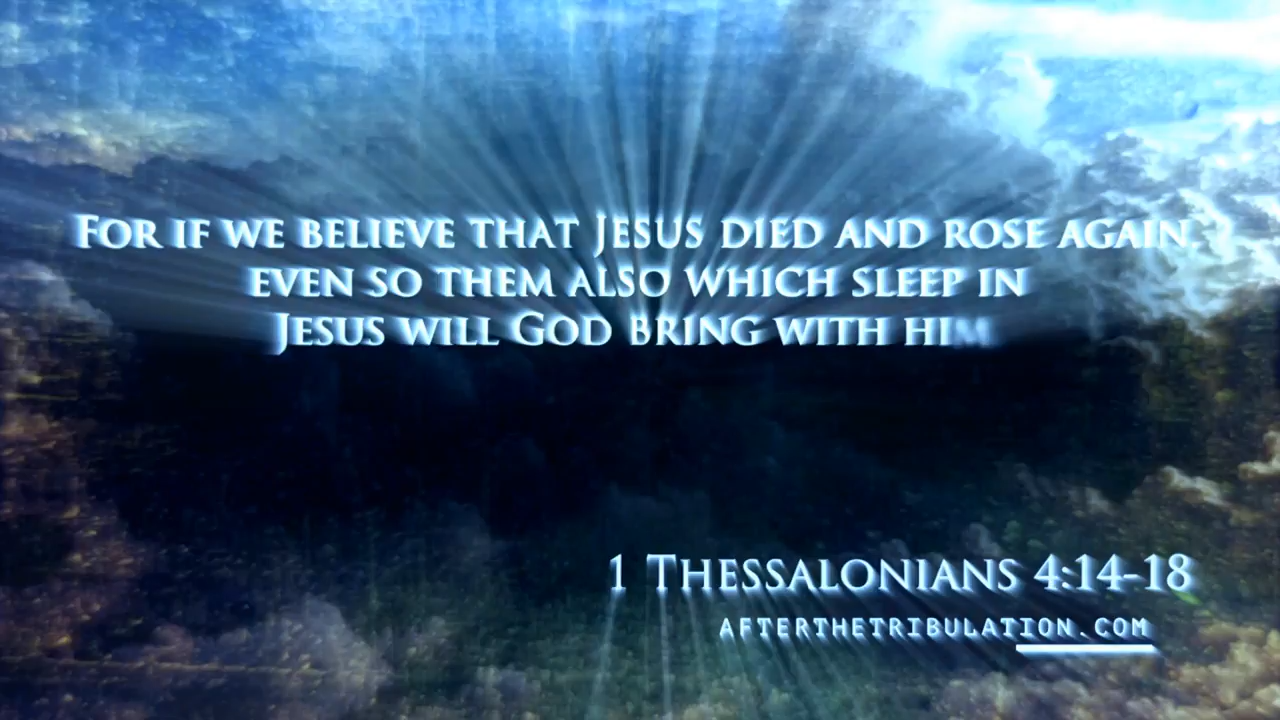 For if we believe that Jesus died and rose again,
even so them also which sleep in
Jesus will God bring with him
1 Thessalonians 4:14-18
AFTERTHETRIBULATION.COM